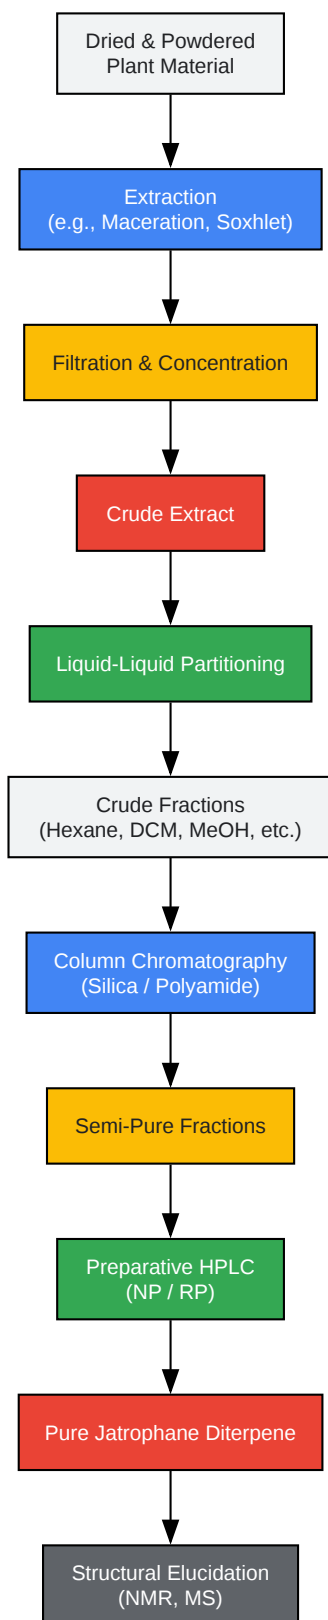 Dried & Powdered
Plant Material
Extraction
(e.g., Maceration, Soxhlet)
Filtration & Concentration
Crude Extract
Liquid-Liquid Partitioning
Crude Fractions
(Hexane, DCM, MeOH, etc.)
Column Chromatography
(Silica / Polyamide)
Semi-Pure Fractions
Preparative HPLC
(NP / RP)
Pure Jatrophane Diterpene
Structural Elucidation
(NMR, MS)